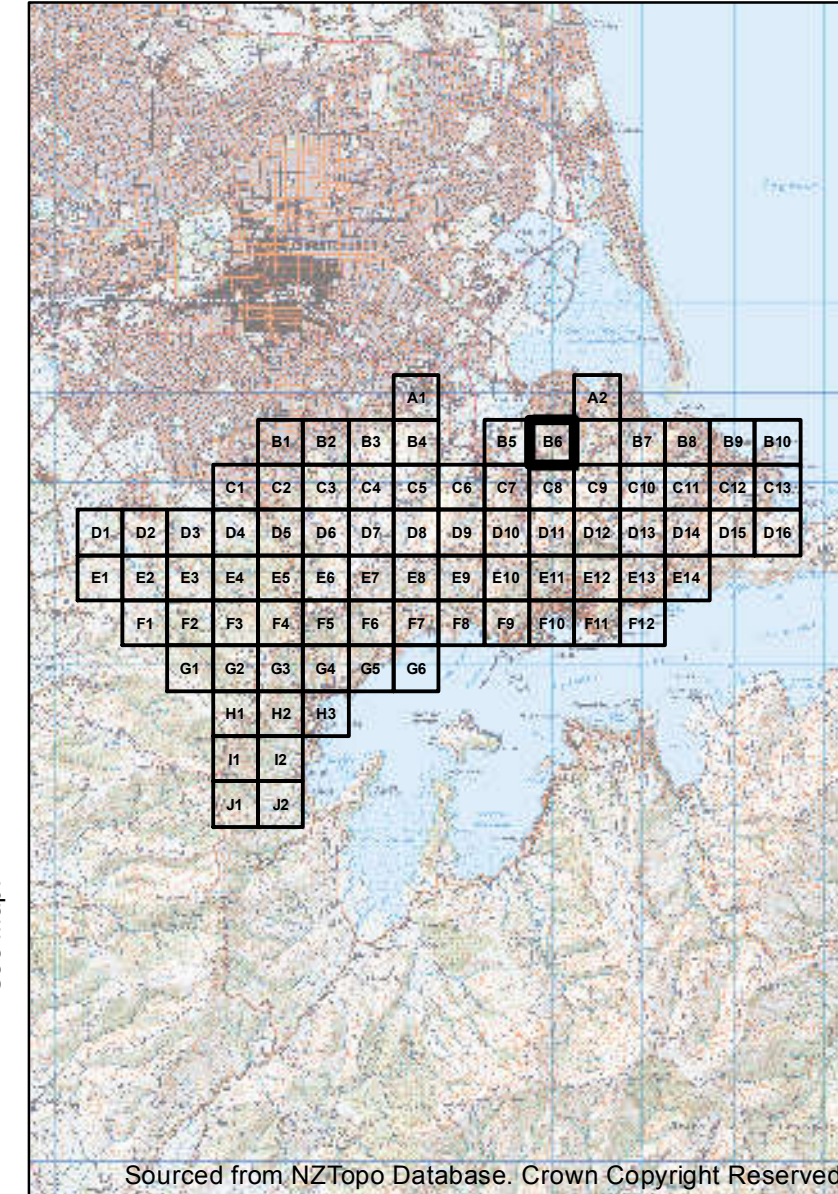 A1 A2
B1 B2 B3 B4 B5 B6 B7 B8 B9 B10
C1 C2 C3 C4 C5 C6 C7 C8 C9 C10 C11 C12 C13
D1 D2 D3 D4 D5 D6 D7 D8 D9 D10 D11 D12 D13 D14 D15 D16
E1 E2 E3 E4 E5 E6 E7 E8 E9 E10 E11 E12 E13 E14
F1 F2 F3 F4 F5 F6 F7 F8 F9 F10 F11 F12
G1 G2 G3 G4 G5 G6
H1 H2 H3
I1 I2
J1 J2
Sourced from NZTopo Database. Crown Copyright Reserved